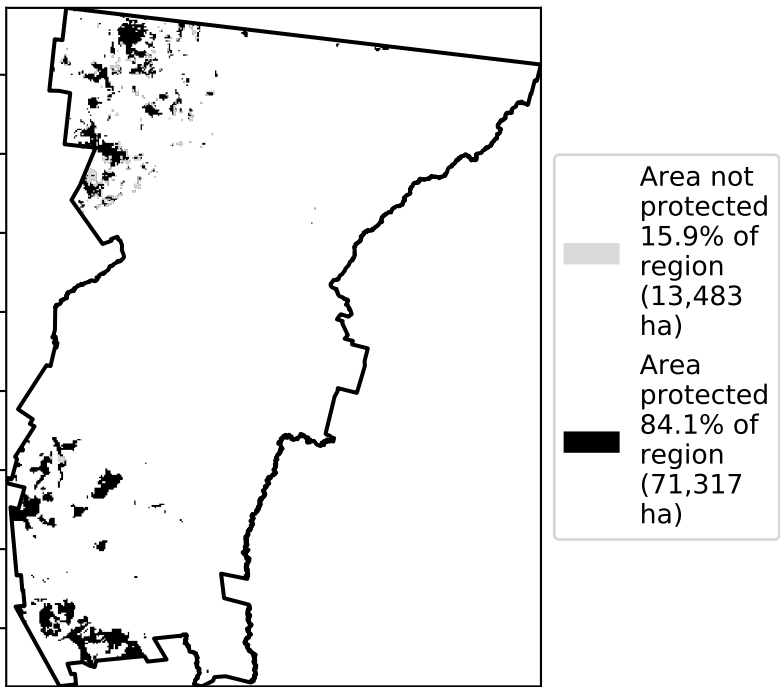 Area not
protected
15.9% of
region
(13,483
ha)
Area
protected
84.1% of
region
(71,317
ha)